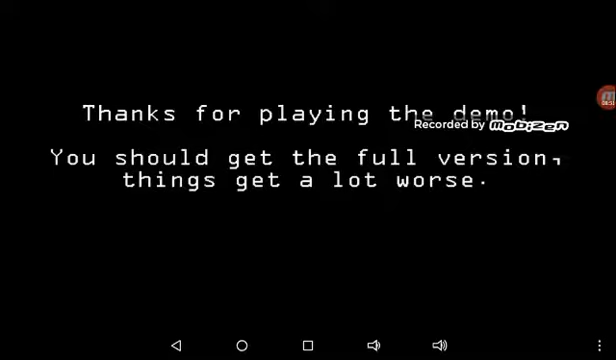 Thanks for playing the demo!
Recorded by mobizen
You should get the full version,
things get a lot worse.